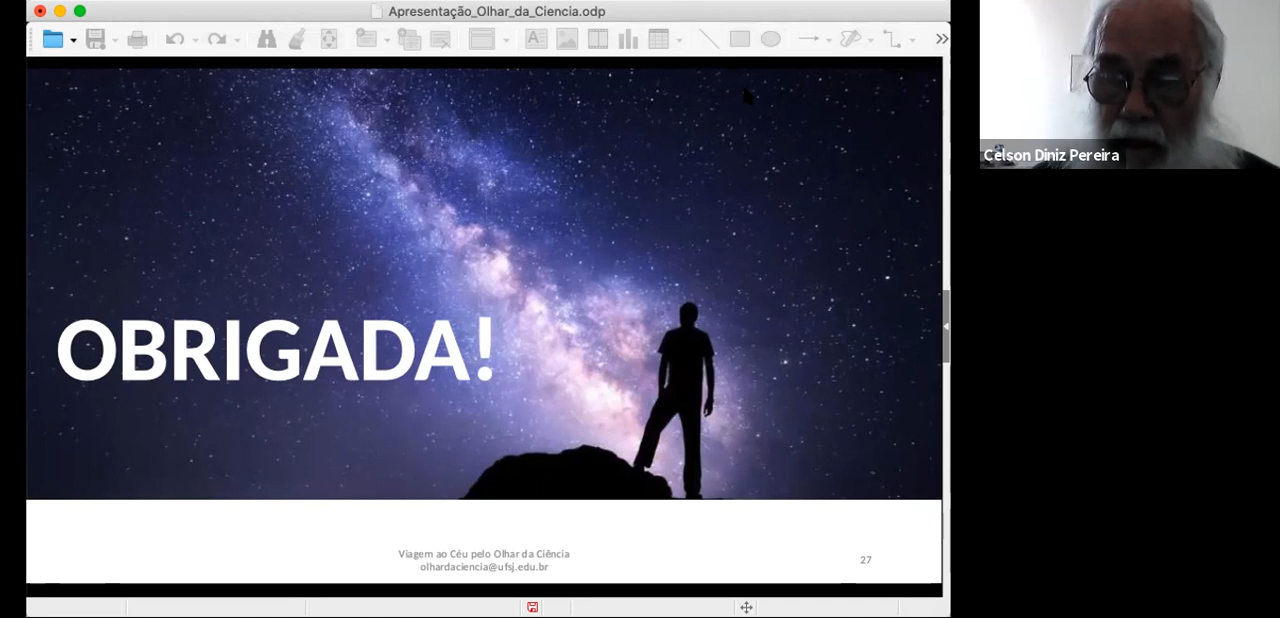 Apresentação_Olhar_da_Ciencia.odp
OBRIGADA!
Viagem ao Céu pelo Olhar da Ciência
olhardaciencia@ufsj.edu.br
27
Celson Diniz Pereira